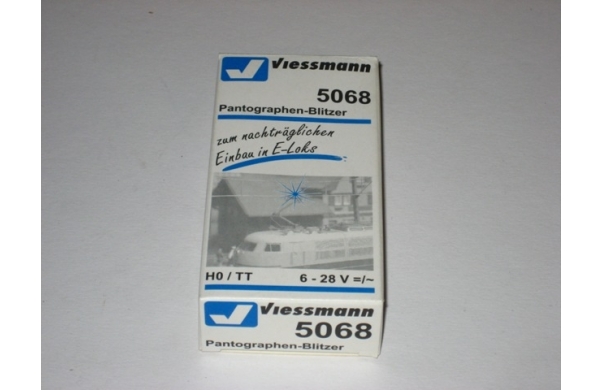 Viessmann
5068
Pantographen-Blitzer
zum nachträglichen
Einbau in E-Loks
H0 / TT 6 - 28 V =/~
Viessmann
5068
Pantographen-Blitzer